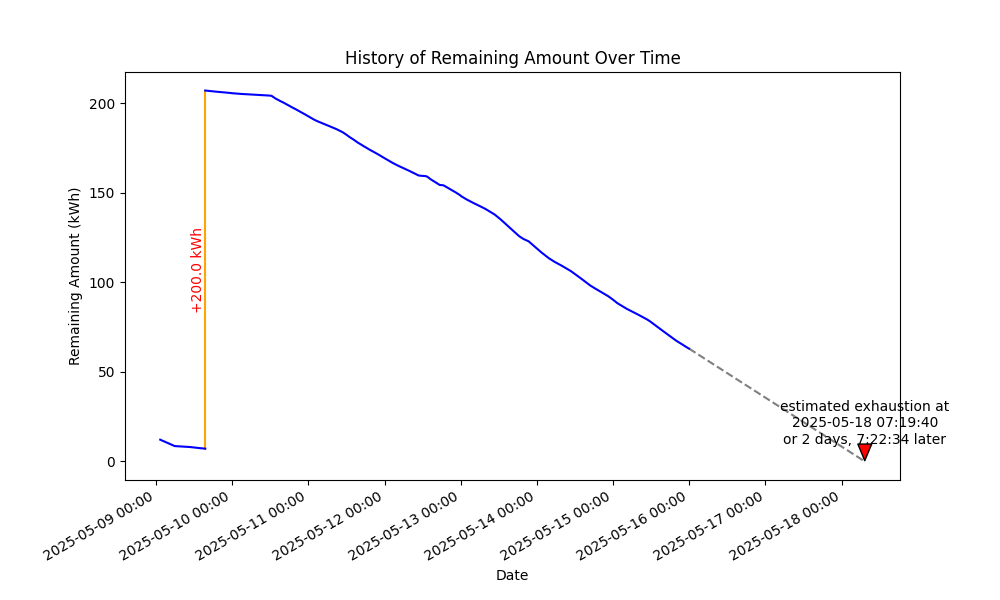 History of Remaining Amount Over Time
Remaining Amount (kWh)
200
150
100
50
0
+200.0 kWh
estimated exhaustion at
2025-05-18 07:19:40
or 2 days, 7:22:34 later
2025-05-09 00:00
2025-05-10 00:00
2025-05-11 00:00
2025-05-12 00:00
2025-05-13 00:00
2025-05-14 00:00
2025-05-15 00:00
2025-05-16 00:00
2025-05-17 00:00
2025-05-18 00:00
Date